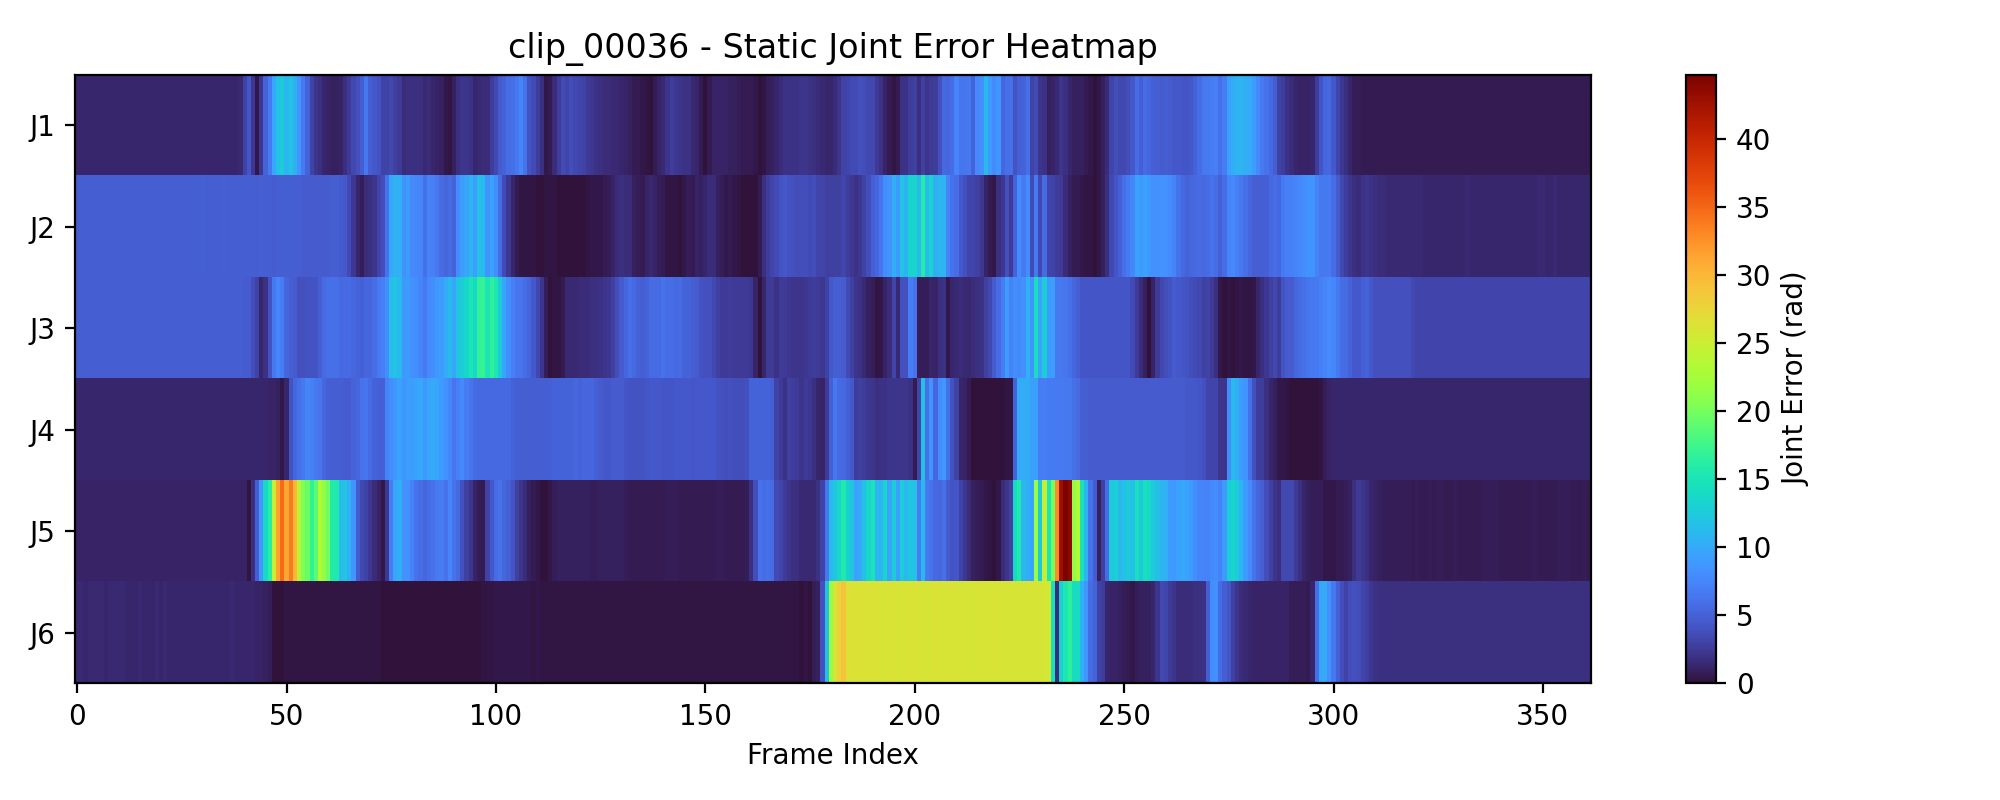 clip_00036 - Static Joint Error Heatmap
J1
J2
J3
J4
J5
J6
0 50 100 150 200 250 300 350
Frame Index
40
35
30
25
20
15
10
5
0
Joint Error (rad)